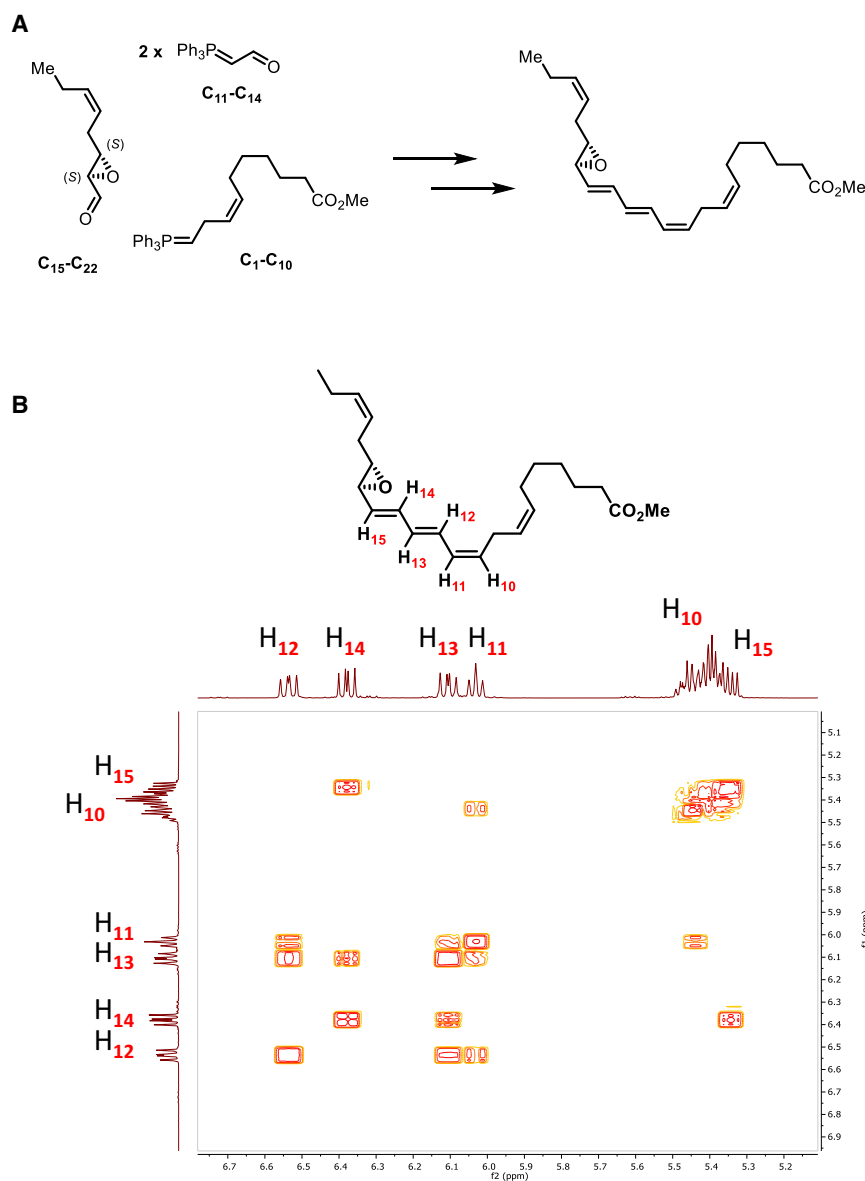 A
Me
2 x
Ph₃P
O
C₁₁-C₁₄
(S)
(S)
O
O
C₁₅-C₂₂
Ph₃P
CO₂Me
C₁-C₁₀
Me
O
CO₂Me
B
O
H₁₄
H₁₂
H₁₅
H₁₃
H₁₁
H₁₀
CO₂Me
H₁₂
H₁₄
H₁₃
H₁₁
H₁₀
H₁₅
H₁₅
H₁₀
H₁₁
H₁₃
H₁₄
H₁₂
5.1
5.2
5.3
5.4
5.5
5.6
5.7
5.8
5.9
6.0
6.1
6.2
6.3
6.4
6.5
6.6
6.7
6.8
6.9
6.7 6.6 6.5 6.4 6.3 6.2 6.1 6.0 5.9 5.8 5.7 5.6 5.5 5.4 5.3 5.2
f2 (ppm)